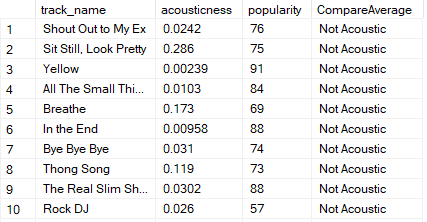 track_name acousticness popularity CompareAverage
1 Shout Out to My Ex 0.0242 76 Not Acoustic
2 Sit Still, Look Pretty 0.286 75 Not Acoustic
3 Yellow 0.00239 91 Not Acoustic
4 All The Small Thi... 0.0103 84 Not Acoustic
5 Breathe 0.173 69 Not Acoustic
6 In the End 0.00958 88 Not Acoustic
7 Bye Bye Bye 0.031 74 Not Acoustic
8 Thong Song 0.119 73 Not Acoustic
9 The Real Slim Sh... 0.0302 88 Not Acoustic
10 Rock DJ 0.026 57 Not Acoustic